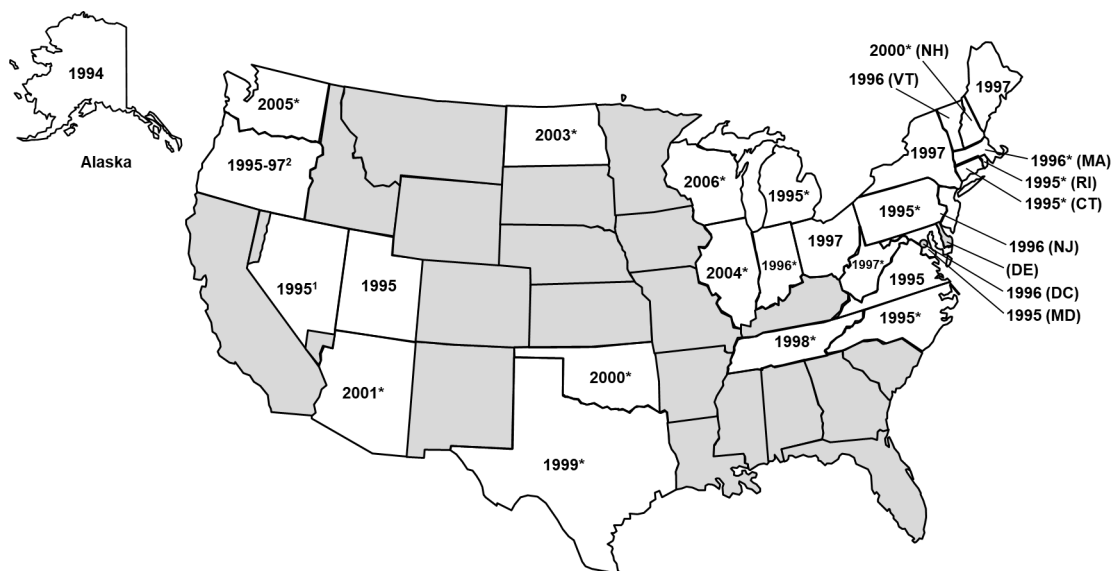 1994
Alaska
2005*
1995-97²
1995¹
1995
2001*
2003*
2000*
1999*
2006*
2004*
1995*
1996*
1997
1998*
1997*
1995
1995*
1995*
1997
1997
2000* (NH)
1996 (VT)
1996* (MA)
1995* (RI)
1995* (CT)
1996 (NJ)
(DE)
1996 (DC)
1995 (MD)